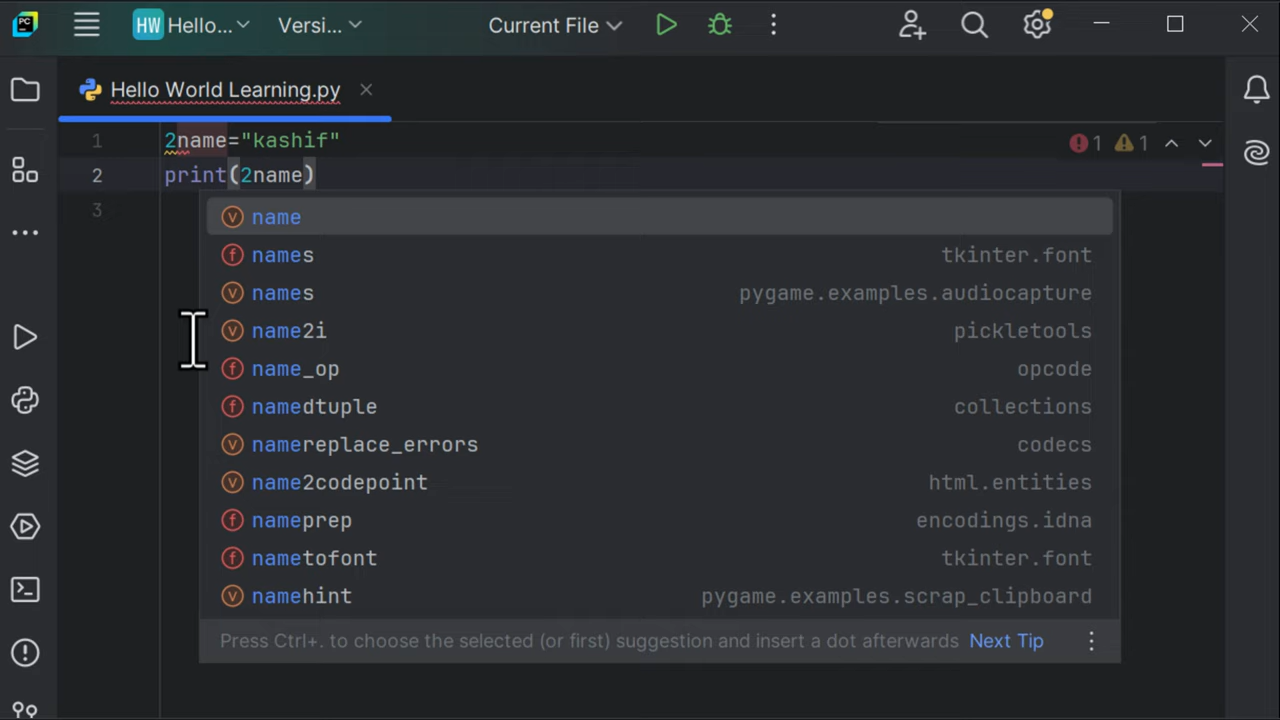 PC HW Hello... Versi... Current File
Hello World Learning.py
1 2name="kashif" 1 1
2 print(2name)
3
v name
f names tkinter.font
v names pygame.examples.audiocapture
v name2i pickletools
f name_op opcode
f namedtuple collections
v namereplace_errors codecs
v name2codepoint html.entities
f nameprep encodings.idna
f nametofont tkinter.font
v namehint pygame.examples.scrap_clipboard
Press Ctrl+. to choose the selected (or first) suggestion and insert a dot afterwards Next Tip